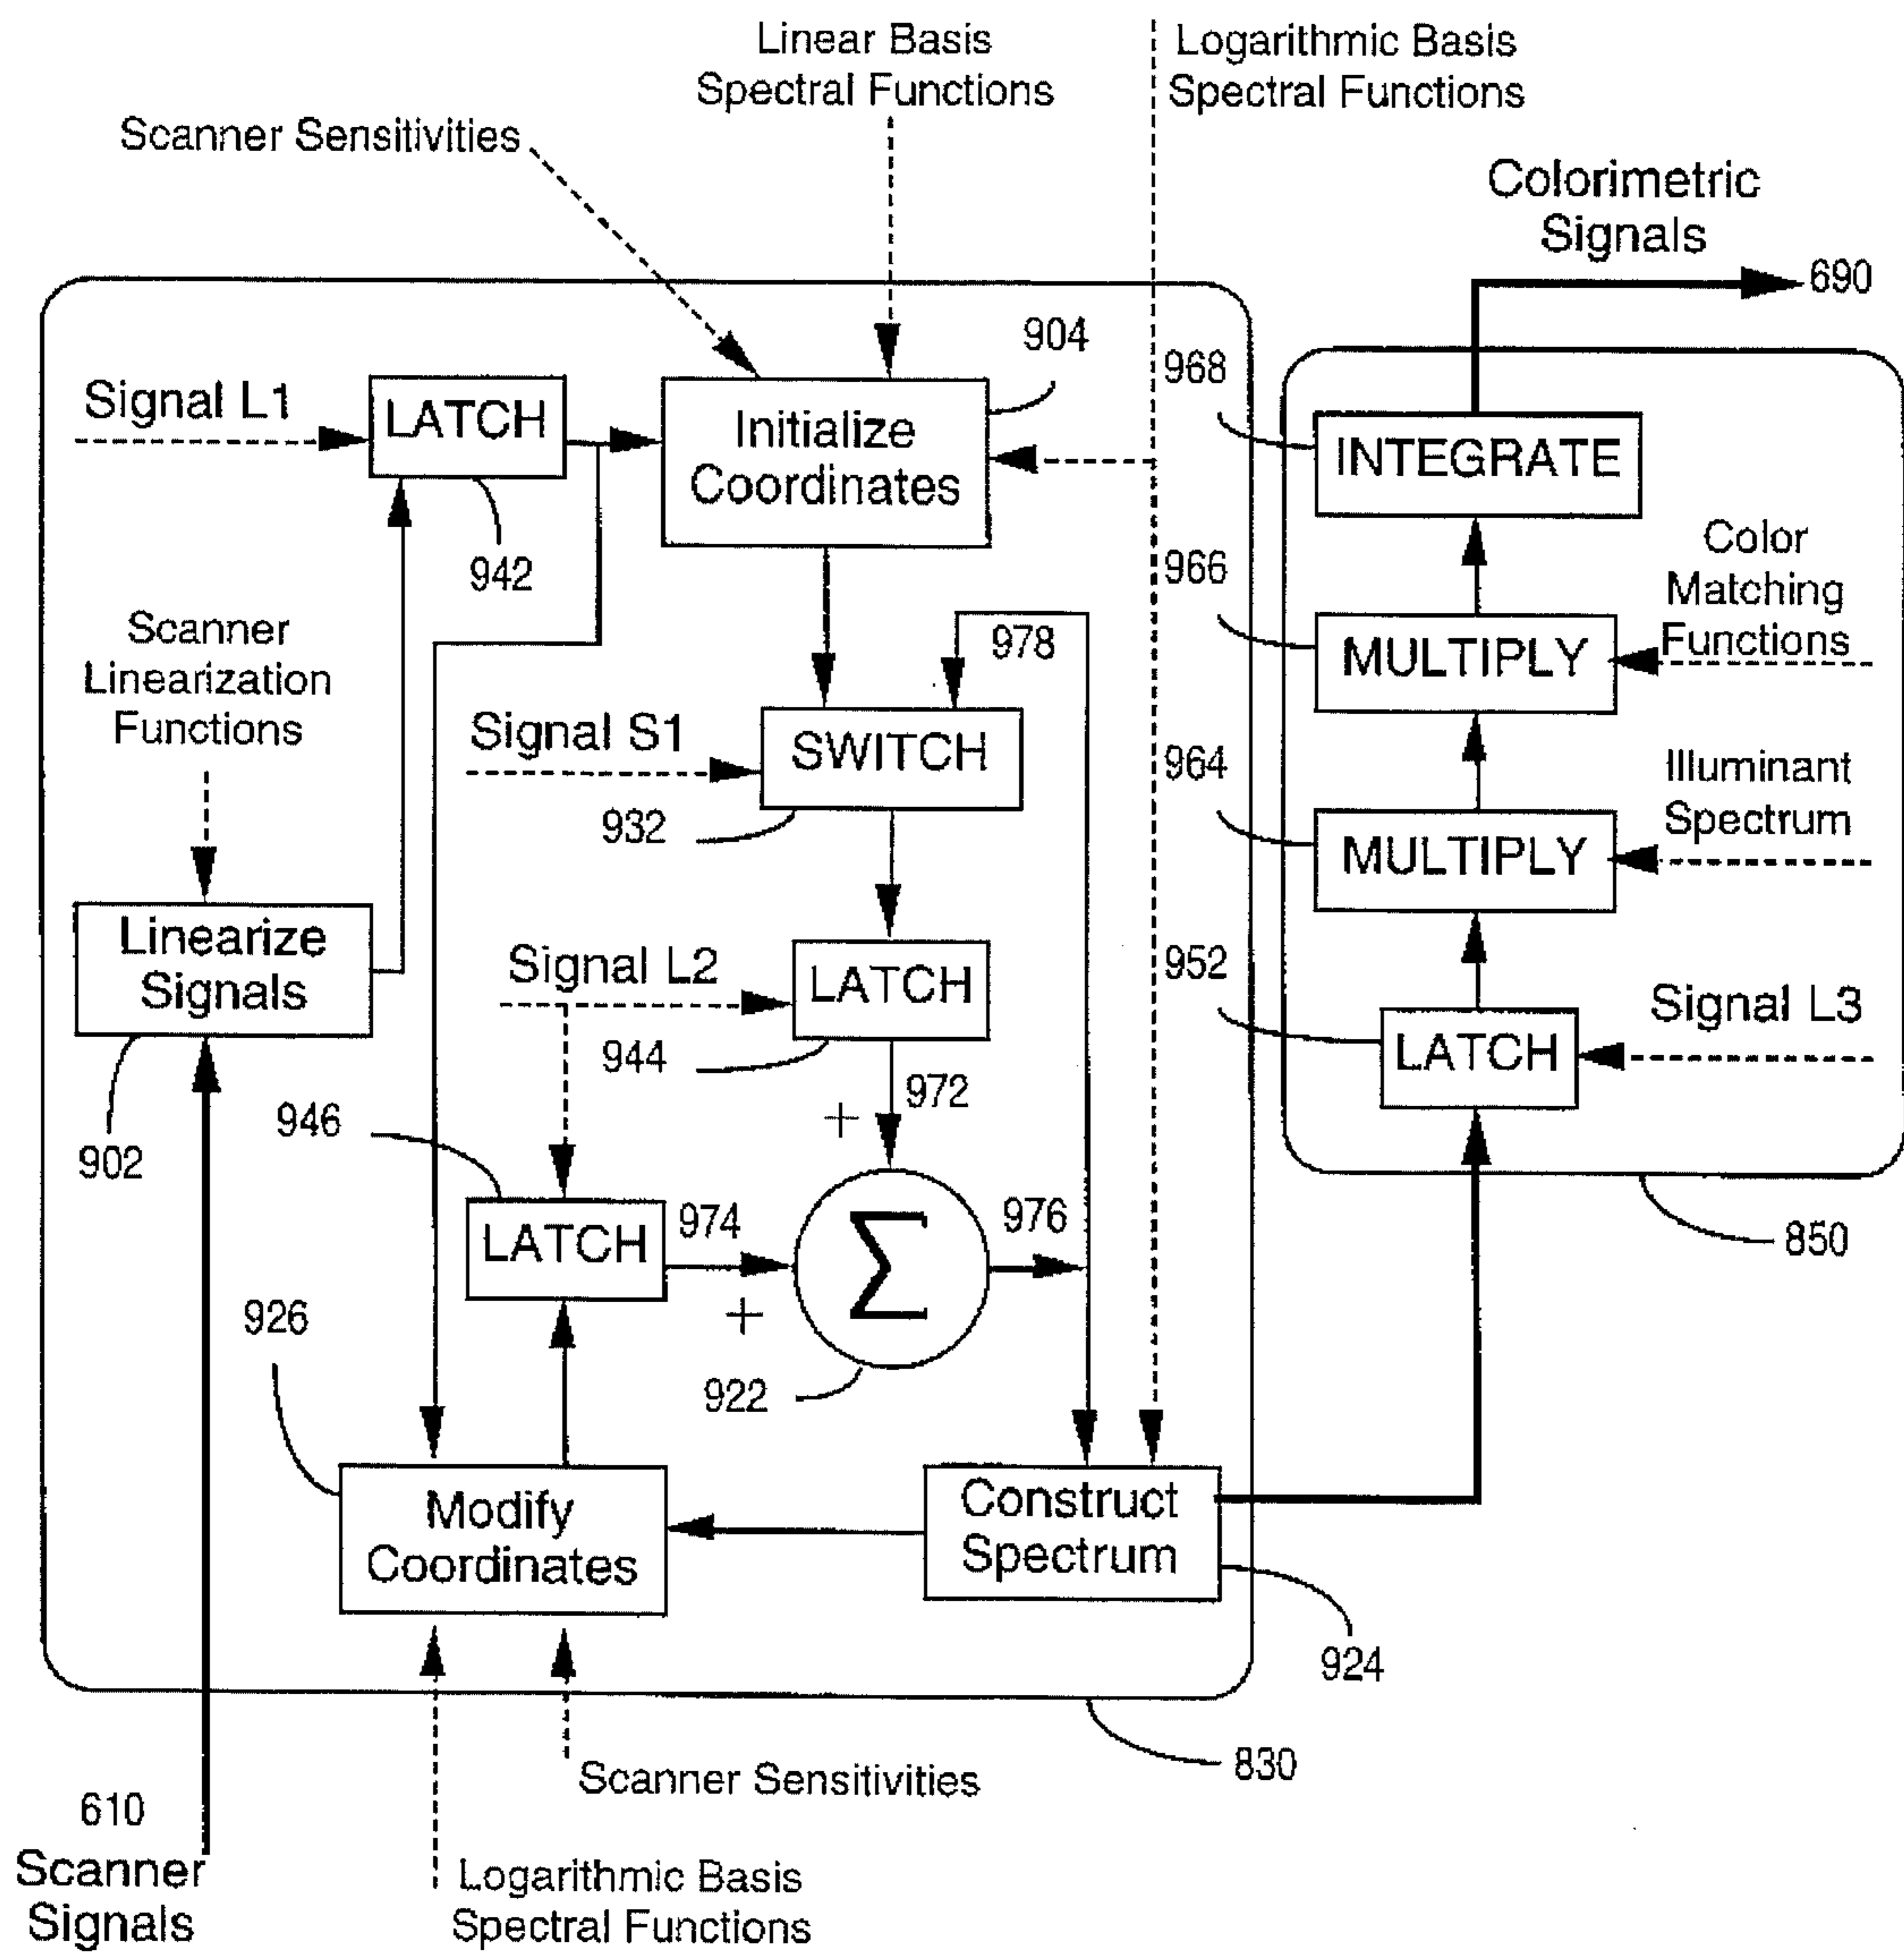 Linear Basis
Spectral Functions
Logarithmic Basis
Spectral Functions
Scanner Sensitivities
Colorimetric
Signals
690
904
968
Signal L1
LATCH
942
Initialize
Coordinates
INTEGRATE
Color
Matching
Functions
966
MULTIPLY
Scanner
Linearization
Functions
978
Signal S1
SWITCH
932
964
Illuminant
Spectrum
MULTIPLY
Linearize
Signals
902
Signal L2
LATCH
944
952
Signal L3
LATCH
972
+
946
LATCH
974
+
Σ
976
922
850
926
Modify
Coordinates
Construct
Spectrum
924
830
Scanner Sensitivities
610
Scanner
Signals
Logarithmic Basis
Spectral Functions